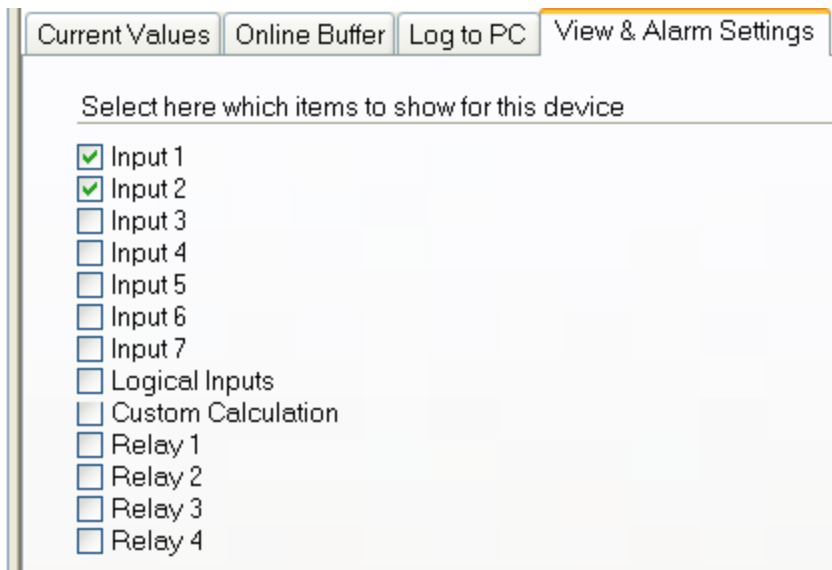 Current Values Online Buffer Log to PC View & Alarm Settings
Select here which items to show for this device
Input 1
Input 2
Input 3
Input 4
Input 5
Input 6
Input 7
Logical Inputs
Custom Calculation
Relay 1
Relay 2
Relay 3
Relay 4